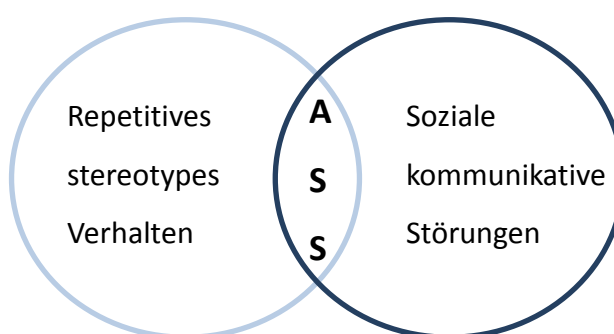 Repetitives
stereotypes
Verhalten
A
S
S
Soziale
kommunikative
Störungen